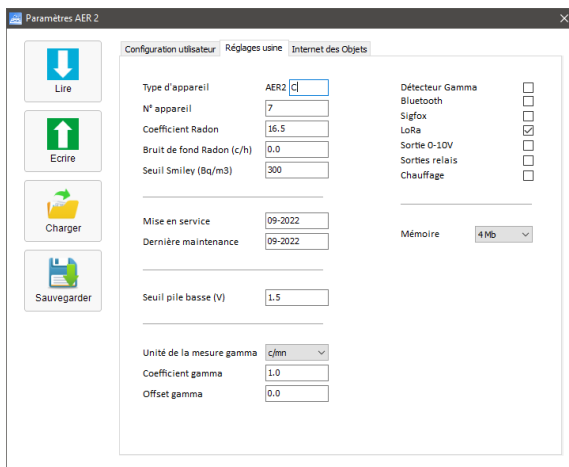 Paramètres AER 2
Configuration utilisateur Réglages usine Internet des Objets
Lire
Ecrire
Charger
Sauvegarder
Type d'appareil AER2 C
N° appareil 7
Coefficient Radon 16.5
Bruit de fond Radon (c/h) 0.0
Seuil Smiley (Bq/m3) 300
Mise en service 09-2022
Dernière maintenance 09-2022
Seuil pile basse (V) 1.5
Unité de la mesure gamma c/mn
Coefficient gamma 1.0
Offset gamma 0.0
Détecteur Gamma
Bluetooth
Sigfox
LoRa
Sortie 0-10V
Sorties relais
Chauffage
Mémoire 4Mb